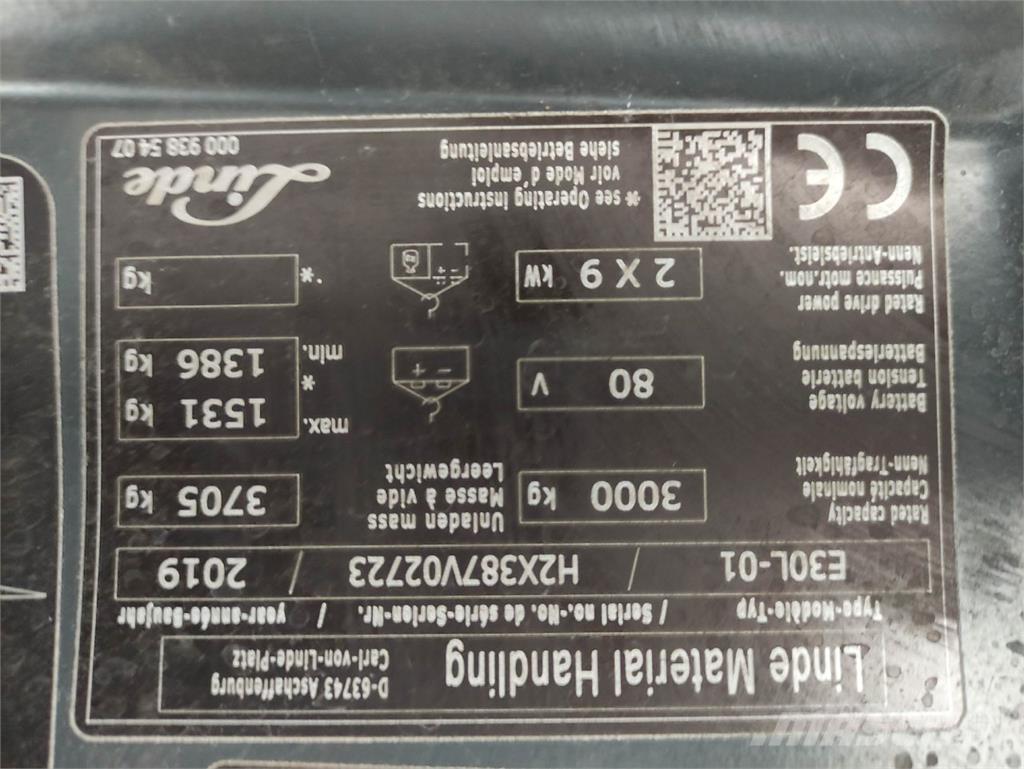 Linde Material Handling
D-63743 Aschaffenburg
Carl-von-Linde-Platz
Type-Modèle-Typ / Serial no.-No. de série-Serien-Nr. / year-année-Baujahr
E30L-01 / H2X387V02723 / 2019
Rated capacity
Capacité nominale
Nenn-Tragfähigkeit
3000 kg
Unladen mass
Masse à vide
Leergewicht
3705 kg
Battery voltage
Tension batterie
Batteriespannung
80 V
- +
max.
*
min.
1531 kg
1386 kg
Rated drive power
Puissance motr.nom.
Nenn-Antriebsleist.
2 X 9 kW
- +
kg
*
kg
CE
* see Operating instructions
voir Mode d'emploi
siehe Betriebsanleitung
Linde
000 938 54 07
MASCUS